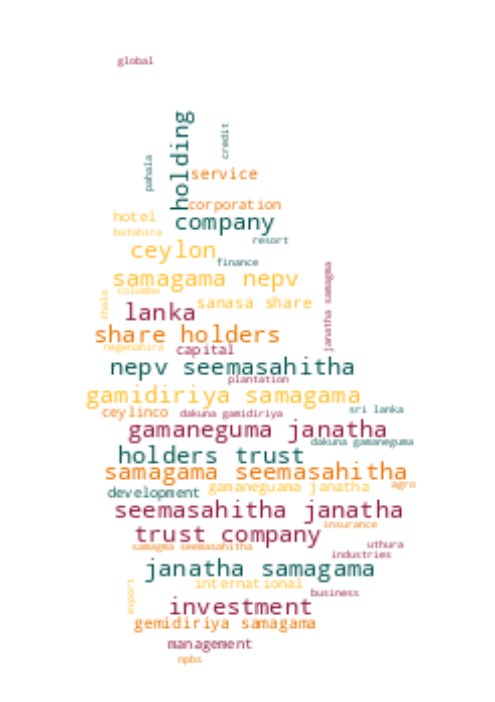 global
credit
holding
pahala
service
corporation
hotel
company
batahira
resort
ceylon
finance
samagama nepv
janatha samagma
colombo
ihala
sanasa share
lanka
share holders
negenahira
capital
nepv seemasahitha
plantation
gamidiriya samagama
ceylinco
dakuna gamidiriya
sri lanka
gamaneguma janatha
dakuna gamaneguma
holders trust
samagama seemasahitha
agro
development
gamaneguama janatha
seemasahitha janatha
insurance
trust company
samagma seemasahitha
uthura
industries
janatha samagama
international
export
business
investment
gemidiriya samagama
management
npbs